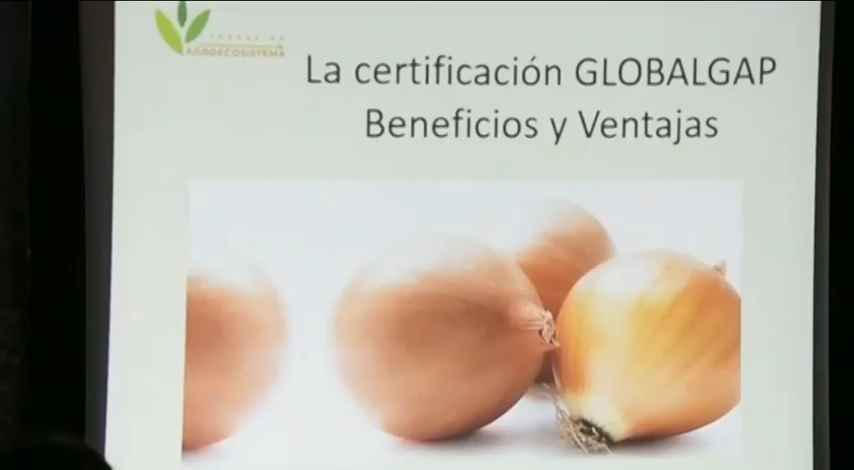 AGROECOSISTEMA
La certificación GLOBALGAP
Beneficios y Ventajas